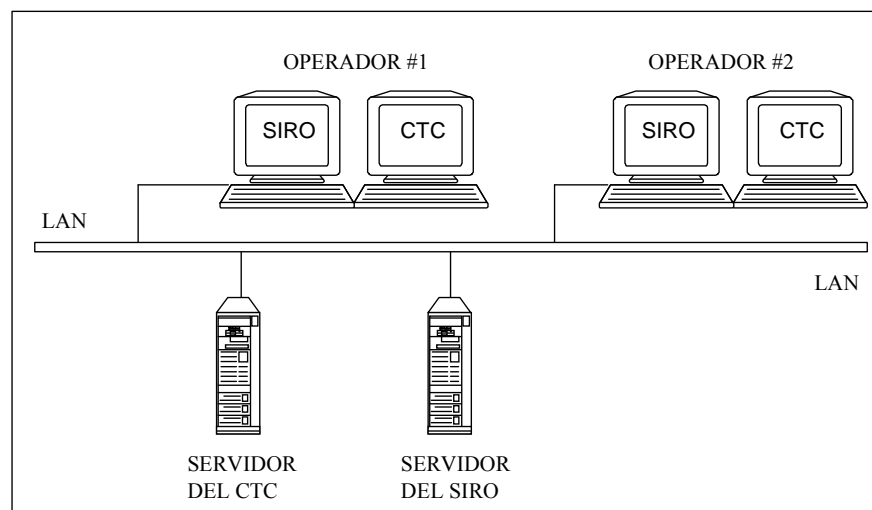 OPERADOR #1
OPERADOR #2
SIRO
CTC
SIRO
CTC
LAN
LAN
SERVIDOR
DEL CTC
SERVIDOR
DEL SIRO